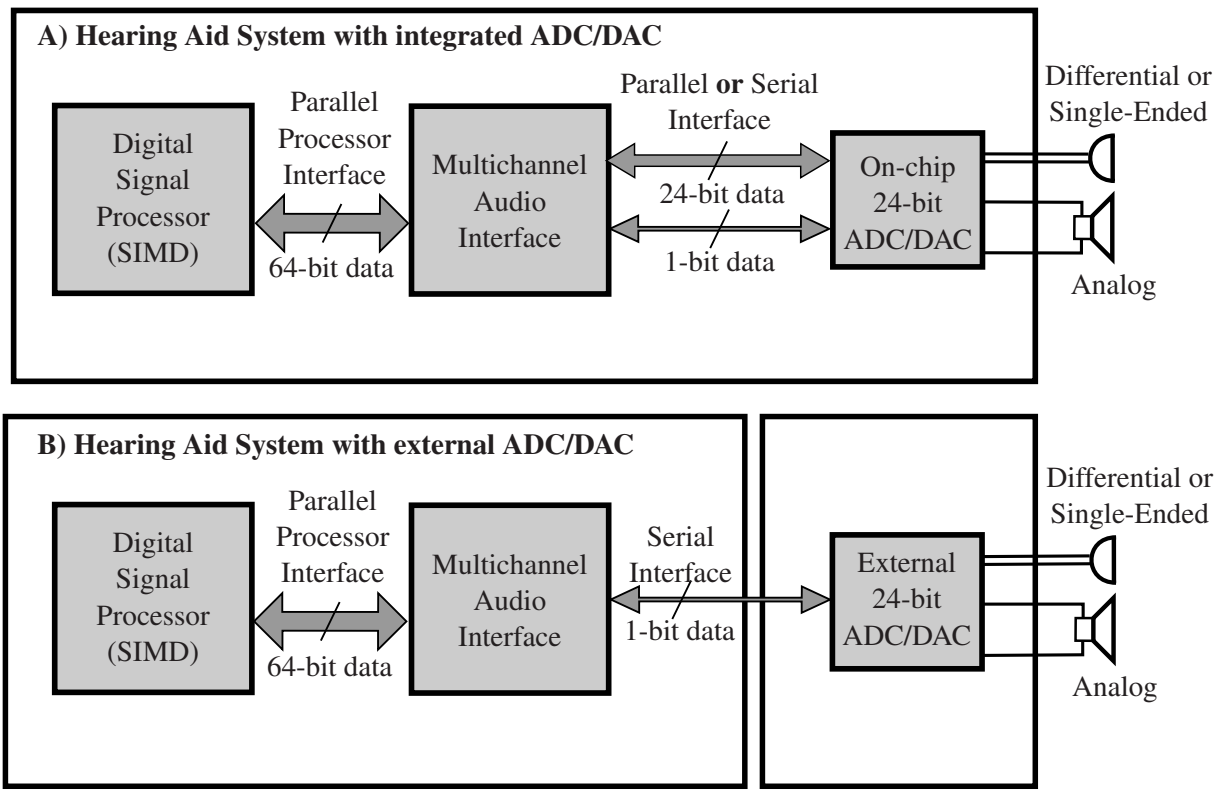 A) Hearing Aid System with integrated ADC/DAC
Digital
Signal
Processor
(SIMD)
Parallel
Processor
Interface
64-bit data
Multichannel
Audio
Interface
Parallel or Serial
Interface
24-bit data
1-bit data
On-chip
24-bit
ADC/DAC
Differential or
Single-Ended
Analog
B) Hearing Aid System with external ADC/DAC
Digital
Signal
Processor
(SIMD)
Parallel
Processor
Interface
64-bit data
Multichannel
Audio
Interface
Serial
Interface
1-bit data
External
24-bit
ADC/DAC
Differential or
Single-Ended
Analog